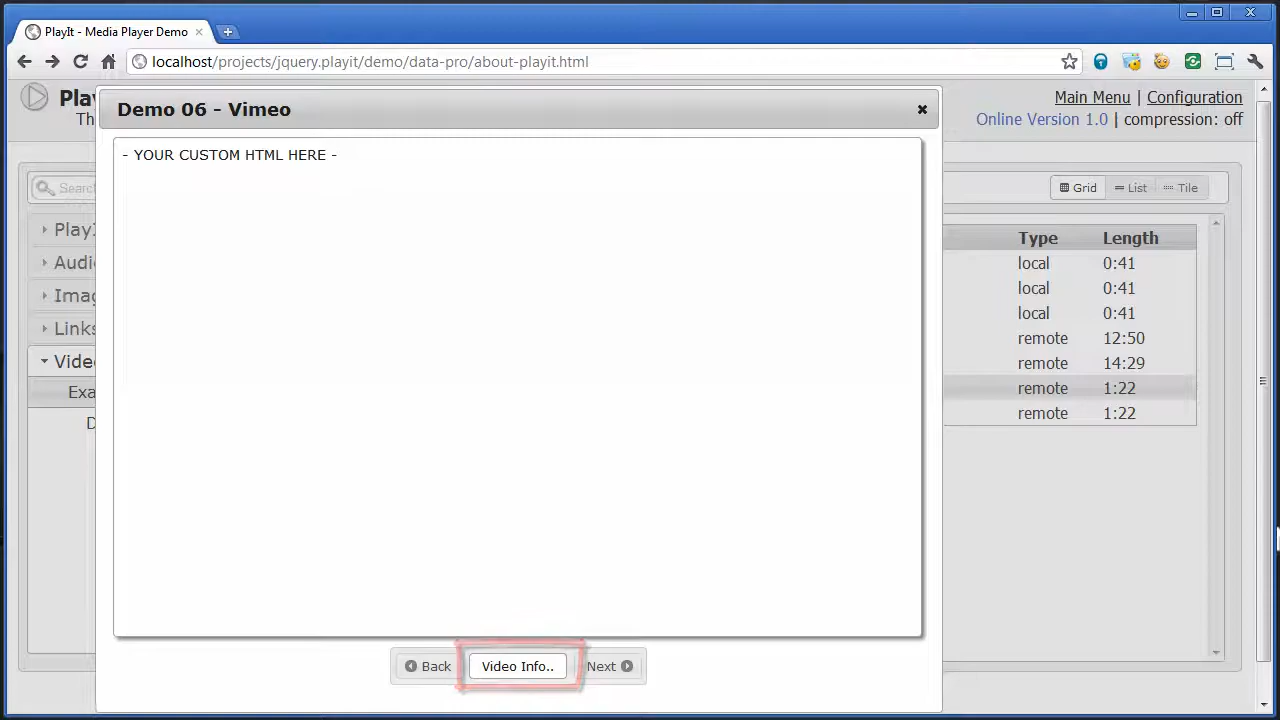 PlayIt - Media Player Demo
localhost/projects/jquery.playit/demo/data-pro/about-playit.html
Main Menu | Configuration
Online Version 1.0 | compression: off
Demo 06 - Vimeo
- YOUR CUSTOM HTML HERE -
Search
Grid
List
Tile
Type Length
local 0:41
local 0:41
local 0:41
remote 12:50
remote 14:29
remote 1:22
remote 1:22
Links
Back
Video Info..
Next